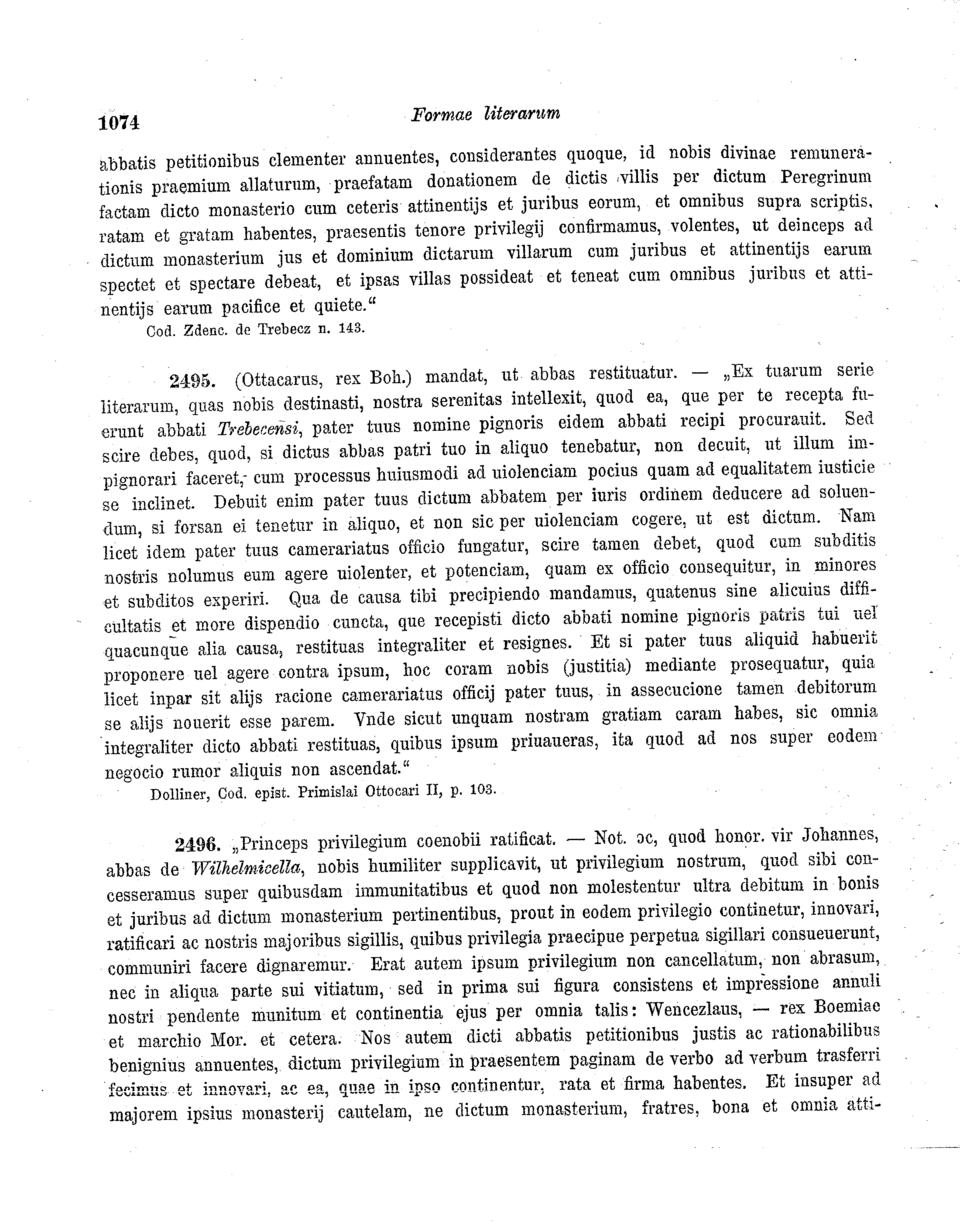 1074
Formae literarum
abbatis petitionibus clementer annuentes, considerantes quoque, id nobis divinae remunera-
tionis praemium allaturum, praefatam donationem de dictis villis per dictum Peregrinum
factam dicto monasterio cum ceteris attinentijs et juribus eorum, et omnibus supra scriptis,
ratam et gratam habentes, praesentis tenore privilegij confirmamus, volentes, ut deinceps ad
dictum monasterium jus et dominium dictarum villarum cum juribus et attinentijs earum
spectet et spectare debeat, et ipsas villas possideat et teneat cum omnibus juribus et atti-
nentijs earum pacifice et quiete.“
Cod. Zdenc. de Trebecz n. 143.
2495. (Ottacarus, rex Boh.) mandat, ut abbas restituatur. — „Ex tuarum serie
literarum, quas nobis destinasti, nostra serenitas intellexit, quod ea, que per te recepta fu-
erunt abbati Trebecensi, pater tuus nomine pignoris eidem abbati recipi procurauit. Sed
scire debes, quod, si dictus abbas patri tuo in aliquo tenebatur, non decuit, ut illum im-
pignorari faceret, cum processus huiusmodi ad uiolenciam pocius quam ad equalitatem iusticie
se inclinet. Debuit enim pater tuus dictum abbatem per iuris ordinem deducere ad soluen-
dum, si forsan ei tenetur in aliquo, et non sic per uiolenciam cogere, ut est dictum. Nam
licet idem pater tuus camerariatus officio fungatur, scire tamen debet, quod cum subditis
nostris nolumus eum agere uiolenter, et potenciam, quam ex officio consequitur, in minores
et subditos experiri. Qua de causa tibi precipiendo mandamus, quatenus sine alicuius diffi-
cultatis et more dispendio cuncta, que recepisti dicto abbati nomine pignoris patris tui uel
quacunque alia causa, restituas integraliter et resignes. Et si pater tuus aliquid habuerit
proponere uel agere contra ipsum, hoc coram nobis (justitia) mediante prosequatur, quia
licet inpar sit alijs racione camerariatus officij pater tuus, in assecucione tamen debitorum
se alijs nouerit esse parem. Vnde sicut unquam nostram gratiam caram habes, sic omnia
integraliter dicto abbati restituas, quibus ipsum priuaueras, ita quod ad nos super eodem
negocio rumor aliquis non ascendat.“
Dolliner, Cod. epist. Primislai Ottocari II, p. 103.
2496. „Princeps privilegium coenobii ratificat. — Not. ɔc, quod honor. vir Johannes,
abbas de Wilhelmicella, nobis humiliter supplicavit, ut privilegium nostrum, quod sibi con-
cesseramus super quibusdam immunitatibus et quod non molestentur ultra debitum in bonis
et juribus ad dictum monasterium pertinentibus, prout in eodem privilegio continetur, innovari,
ratificari ac nostris majoribus sigillis, quibus privilegia praecipue perpetua sigillari consueuerunt,
communiri facere dignaremur. Erat autem ipsum privilegium non cancellatum, non abrasum,
nec in aliqua parte sui vitiatum, sed in prima sui figura consistens et impressione annuli
nostri pendente munitum et continentia ejus per omnia talis: Wencezlaus, — rex Boemiae
et marchio Mor. et cetera. Nos autem dicti abbatis petitionibus justis ac rationabilibus
benignius annuentes, dictum privilegium in praesentem paginam de verbo ad verbum trasferri
fecimus et innovari, ac ea, quae in ipso continentur, rata et firma habentes. Et insuper ad
majorem ipsius monasterij cautelam, ne dictum monasterium, fratres, bona et omnia atti-